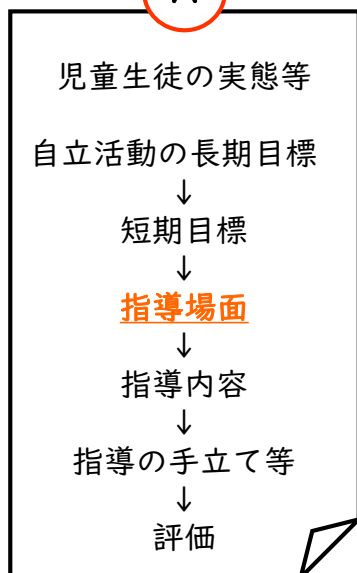 児童生徒の実態等
自立活動の長期目標
↓
短期目標
↓
指導場面
↓
指導内容
↓
指導の手立て等
↓
評価